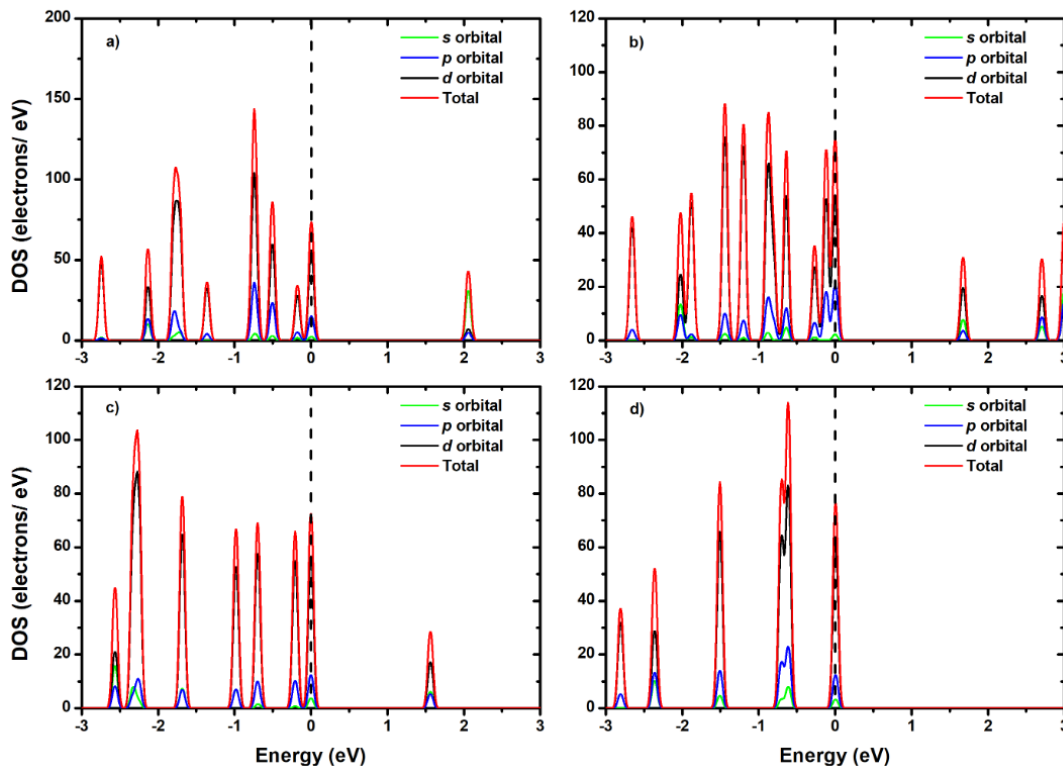 a)
s orbital
p orbital
d orbital
Total
200
150
100
50
0
-3 -2 -1 0 1 2 3
DOS (electrons/ eV)
b)
s orbital
p orbital
d orbital
Total
120
100
80
60
40
20
0
-3 -2 -1 0 1 2 3
c)
s orbital
p orbital
d orbital
Total
120
100
80
60
40
20
0
-3 -2 -1 0 1 2 3
DOS (electrons/ eV)
Energy (eV)
d)
s orbital
p orbital
d orbital
Total
120
100
80
60
40
20
0
-3 -2 -1 0 1 2 3
Energy (eV)